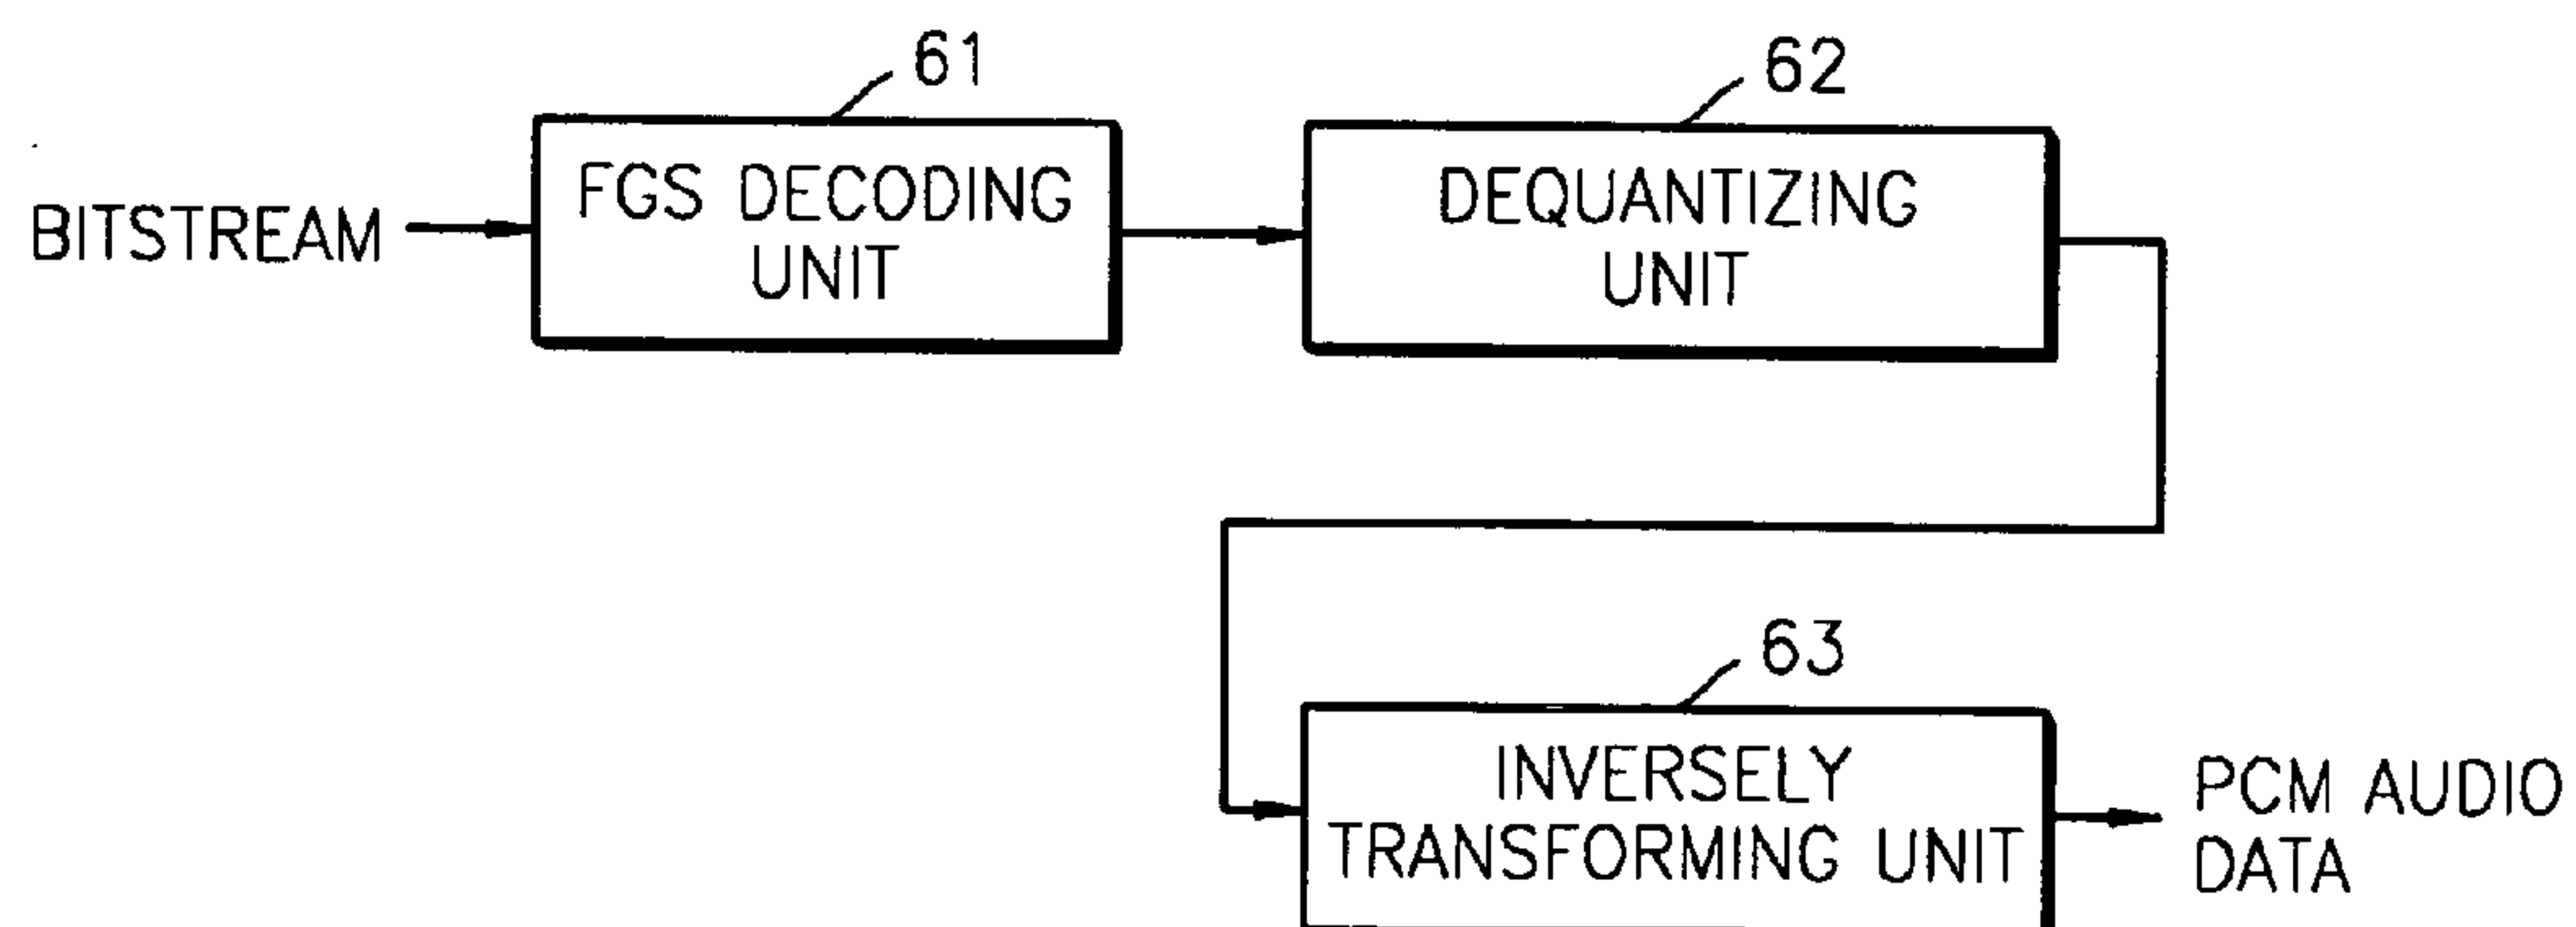 61
62
BITSTREAM
FGS DECODING
UNIT
DEQUANTIZING
UNIT
63
INVERSELY
TRANSFORMING UNIT
PCM AUDIO
DATA